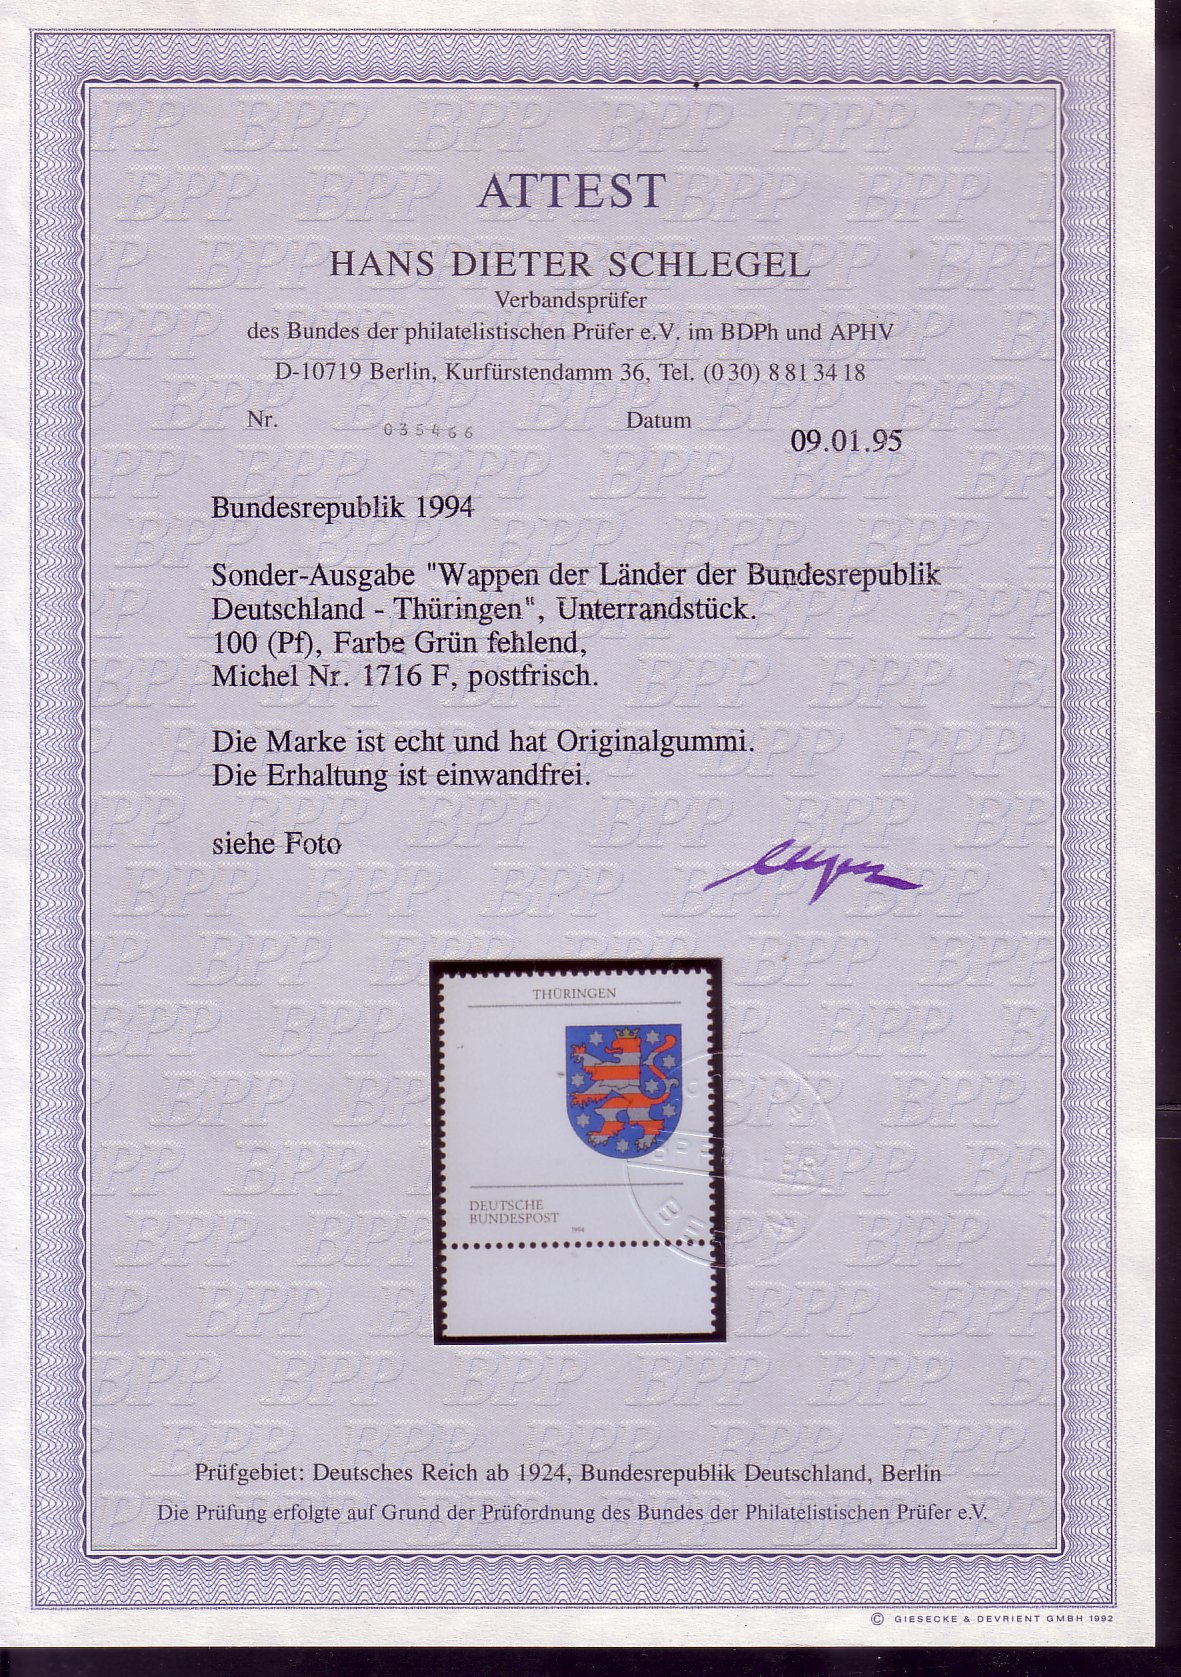 ATTEST
HANS DIETER SCHLEGEL
Verbandsprüfer
des Bundes der philatelistischen Prüfer e.V. im BDPh und APHV
D-10719 Berlin, Kurfürstendamm 36, Tel. (030) 8 81 34 18
Nr. 035466 Datum 09.01.95
Bundesrepublik 1994
Sonder-Ausgabe "Wappen der Länder der Bundesrepublik
Deutschland - Thüringen", Unterrandstück.
100 (Pf), Farbe Grün fehlend,
Michel Nr. 1716 F, postfrisch.
Die Marke ist echt und hat Originalgummi.
Die Erhaltung ist einwandfrei.
siehe Foto
THÜRINGEN
DEUTSCHE
BUNDESPOST 1994
Prüfgebiet: Deutsches Reich ab 1924, Bundesrepublik Deutschland, Berlin
Die Prüfung erfolgte auf Grund der Prüfordnung des Bundes der Philatelistischen Prüfer e.V.
© GIESECKE & DEVRIENT GMBH 1992